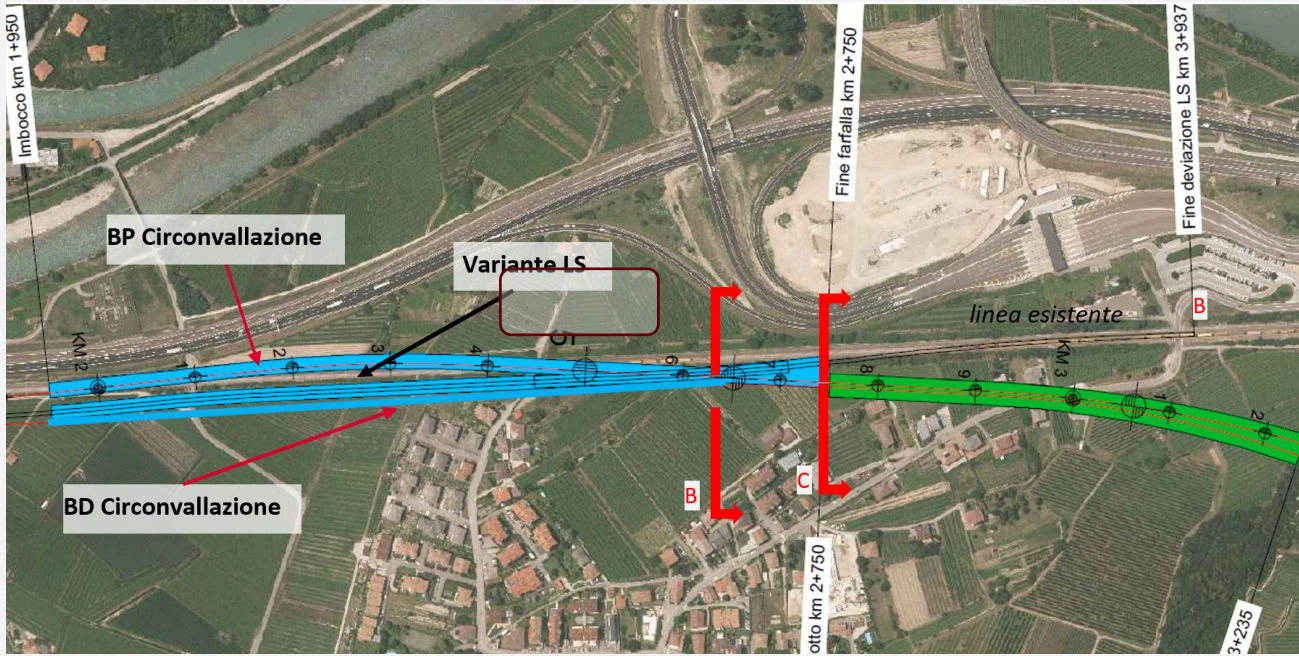 Imbocco km 1+950
Fine farfalla km 2+750
Fine deviazione LS km 3+937
BP Circonvallazione
Variante LS
linea esistente
B
KM 2
1
2
3
4
6
7
8
9
KM 3
1
2
BD Circonvallazione
B
C
otto km 2+750
3+235